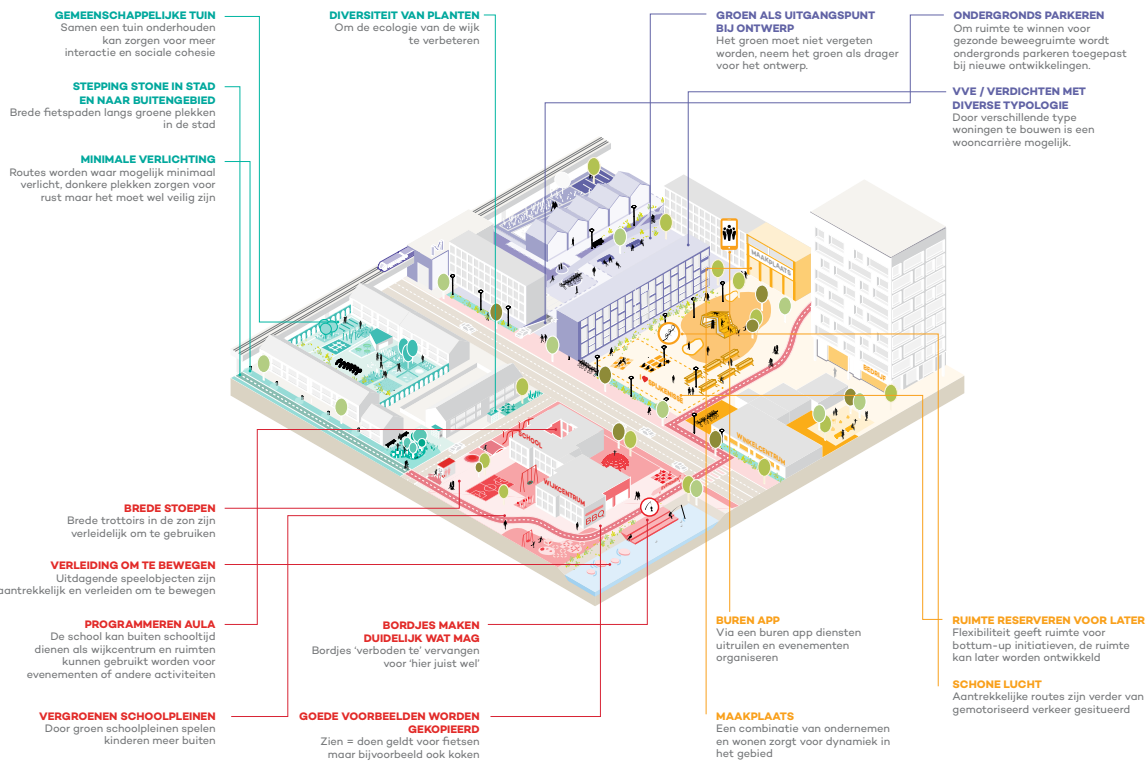 GEMEENSCHAPPELIJKE TUIN
Samen een tuin onderhouden
kan zorgen voor meer
interactie en sociale cohesie
STEPPING STONE IN STAD
EN NAAR BUITENGEBIED
Brede fietspaden langs groene plekken
in de stad
MINIMALE VERLICHTING
Routes worden waar mogelijk minimaal
verlicht, donkere plekken zorgen voor
rust maar het moet wel veilig zijn
DIVERSITEIT VAN PLANTEN
Om de ecologie van de wijk
te verbeteren
GROEN ALS UITGANGSPUNT
BIJ ONTWERP
Het groen moet niet vergeten
worden, neem het groen als drager
voor het ontwerp.
ONDERGRONDS PARKEREN
Om ruimte te winnen voor
gezonde beweegruimte wordt
ondergronds parkeren toegepast
bij nieuwe ontwikkelingen.
VVE / VERDICHTEN MET
DIVERSE TYPOLOGIE
Door verschillende type
woningen te bouwen is een
wooncarrière mogelijk.
MAAKPLAATS
BEDRIJF
I SPIJKENISSE
WINKELCENTRUM
SCHOOL
WIJKCENTRUM
BBQ
BREDE STOEPEN
Brede trottoirs in de zon zijn
verleidelijk om te gebruiken
VERLEIDING OM TE BEWEGEN
Uitdagende speelobjecten zijn
aantrekkelijk en verleiden om te bewegen
PROGRAMMEREN AULA
De school kan buiten schooltijd
dienen als wijkcentrum en ruimten
kunnen gebruikt worden voor
evenementen of andere activiteiten
VERGROENEN SCHOOLPLEINEN
Door groen schoolpleinen spelen
kinderen meer buiten
BORDJES MAKEN
DUIDELIJK WAT MAG
Bordjes 'verboden te' vervangen
voor 'hier juist wel'
GOEDE VOORBEELDEN WORDEN
GEKOPIEERD
Zien = doen geldt voor fietsen
maar bijvoorbeeld ook koken
BUREN APP
Via een buren app diensten
uitruilen en evenementen
organiseren
MAAKPLAATS
Een combinatie van ondernemen
en wonen zorgt voor dynamiek in
het gebied
RUIMTE RESERVEREN VOOR LATER
Flexibiliteit geeft ruimte voor
bottum-up initiatieven, de ruimte
kan later worden ontwikkeld
SCHONE LUCHT
Aantrekkelijke routes zijn verder van
gemotoriseerd verkeer gesitueerd